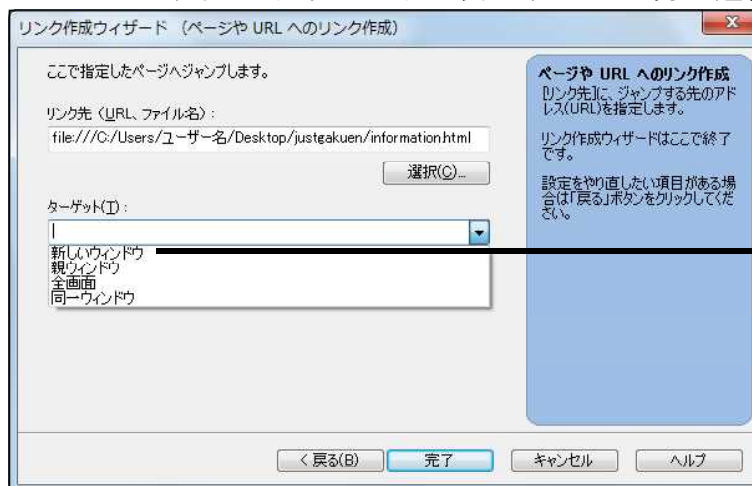 リンク作成ウィザード （ページや URL へのリンク作成）
ここで指定したページへジャンプします。
リンク先（URL、ファイル名）:
file:///C:/Users/ユーザー名/Desktop/justgakuen/information.html
選択(C)...
ターゲット(T):
新しいウィンドウ
親ウィンドウ
全画面
同一ウィンドウ
ページや URL へのリンク作成
[リンク先]に、ジャンプする先のアド
レス(URL)を指定します。
リンク作成ウィザードはここで終了
です。
設定をやり直したい項目がある場
合は「戻る」ボタンをクリックしてくだ
さい。
< 戻る(B)
完了
キャンセル
ヘルプ